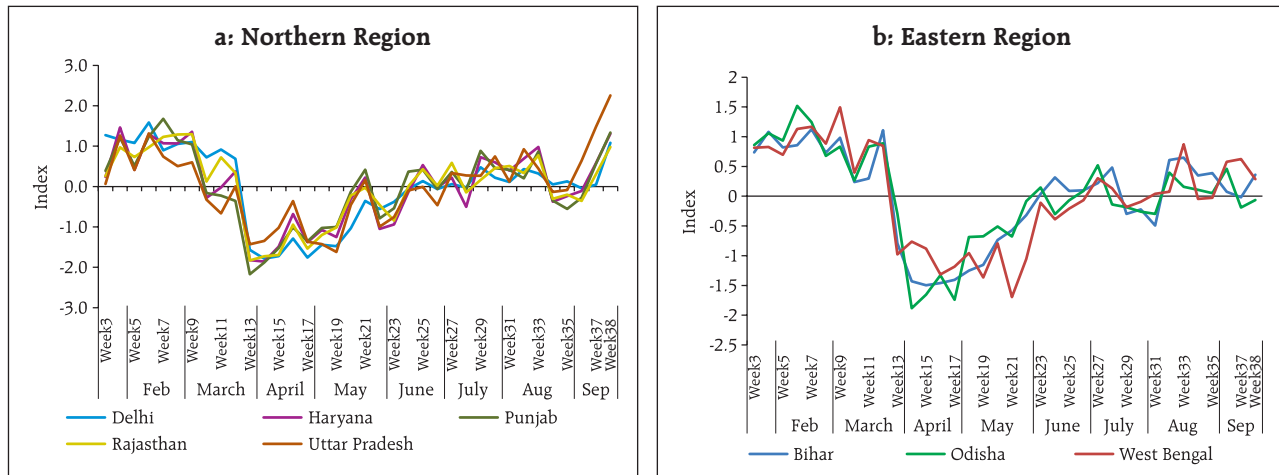 a: Northern Region
3.0
2.0
1.0
0.0
-1.0
-2.0
-3.0
Index
Week3
Week5
Week7
Week9
Week11
Week13
Week15
Week17
Week19
Week21
Week23
Week25
Week27
Week29
Week31
Week33
Week35
Week37
Week38
Feb March April May June July Aug Sep
Delhi Haryana Punjab
Rajasthan Uttar Pradesh
b: Eastern Region
2
1.5
1
0.5
0
-0.5
-1
-1.5
-2
-2.5
Index
Week3
Week5
Week7
Week9
Week11
Week13
Week15
Week17
Week19
Week21
Week23
Week25
Week27
Week29
Week31
Week33
Week35
Week37
Week38
Feb March April May June July Aug Sep
Bihar Odisha West Bengal